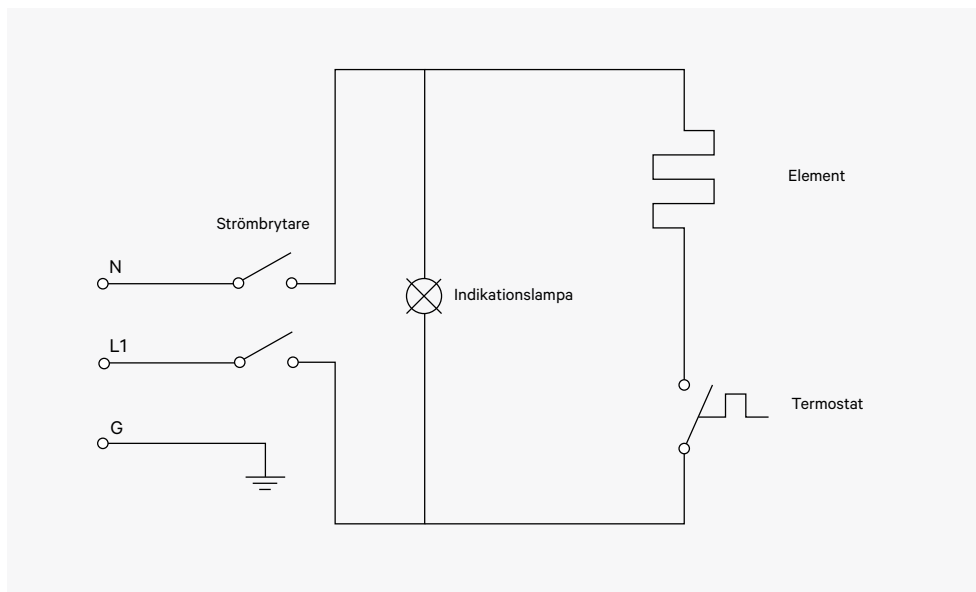 Strömbrytare
N
L1
G
Indikationslampa
Element
Termostat